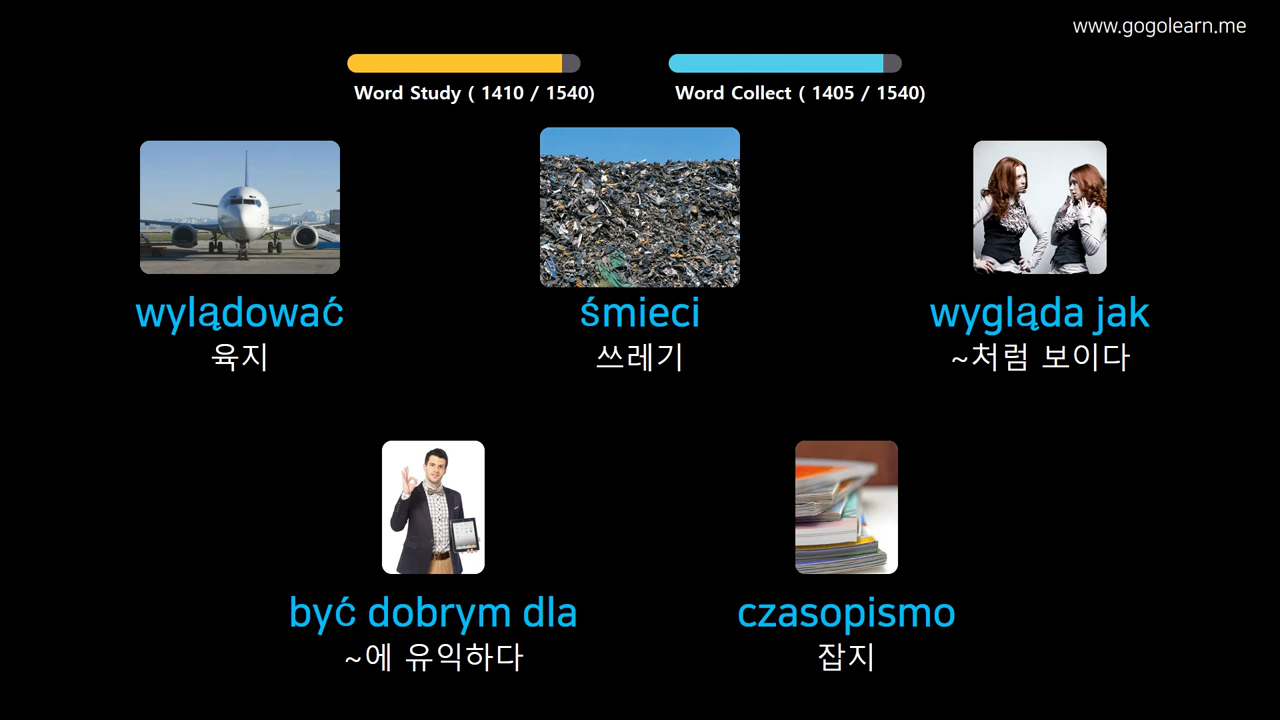 www.gogolearn.me
Word Study ( 1410 / 1540)
Word Collect ( 1405 / 1540)
wylądować
육지
śmieci
쓰레기
wygląda jak
~처럼 보이다
być dobrym dla
~에 유익하다
czasopismo
잡지